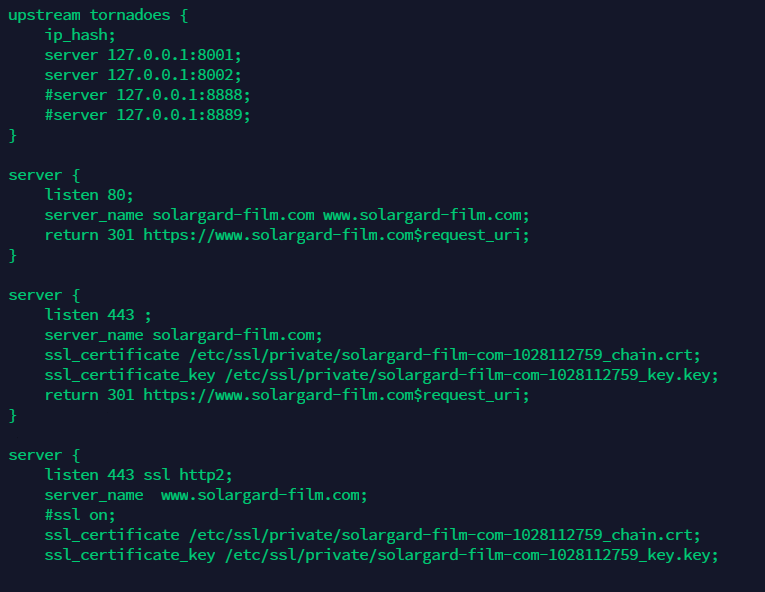 upstream tornadoes {
    ip_hash;
    server 127.0.0.1:8001;
    server 127.0.0.1:8002;
    #server 127.0.0.1:8888;
    #server 127.0.0.1:8889;
}
server {
    listen 80;
    server_name solargard-film.com www.solargard-film.com;
    return 301 https://www.solargard-film.com$request_uri;
}
server {
    listen 443 ;
    server_name solargard-film.com;
    ssl_certificate /etc/ssl/private/solargard-film-com-1028112759_chain.crt;
    ssl_certificate_key /etc/ssl/private/solargard-film-com-1028112759_key.key;
    return 301 https://www.solargard-film.com$request_uri;
}
server {
    listen 443 ssl http2;
    server_name  www.solargard-film.com;
    #ssl on;
    ssl_certificate /etc/ssl/private/solargard-film-com-1028112759_chain.crt;
    ssl_certificate_key /etc/ssl/private/solargard-film-com-1028112759_key.key;